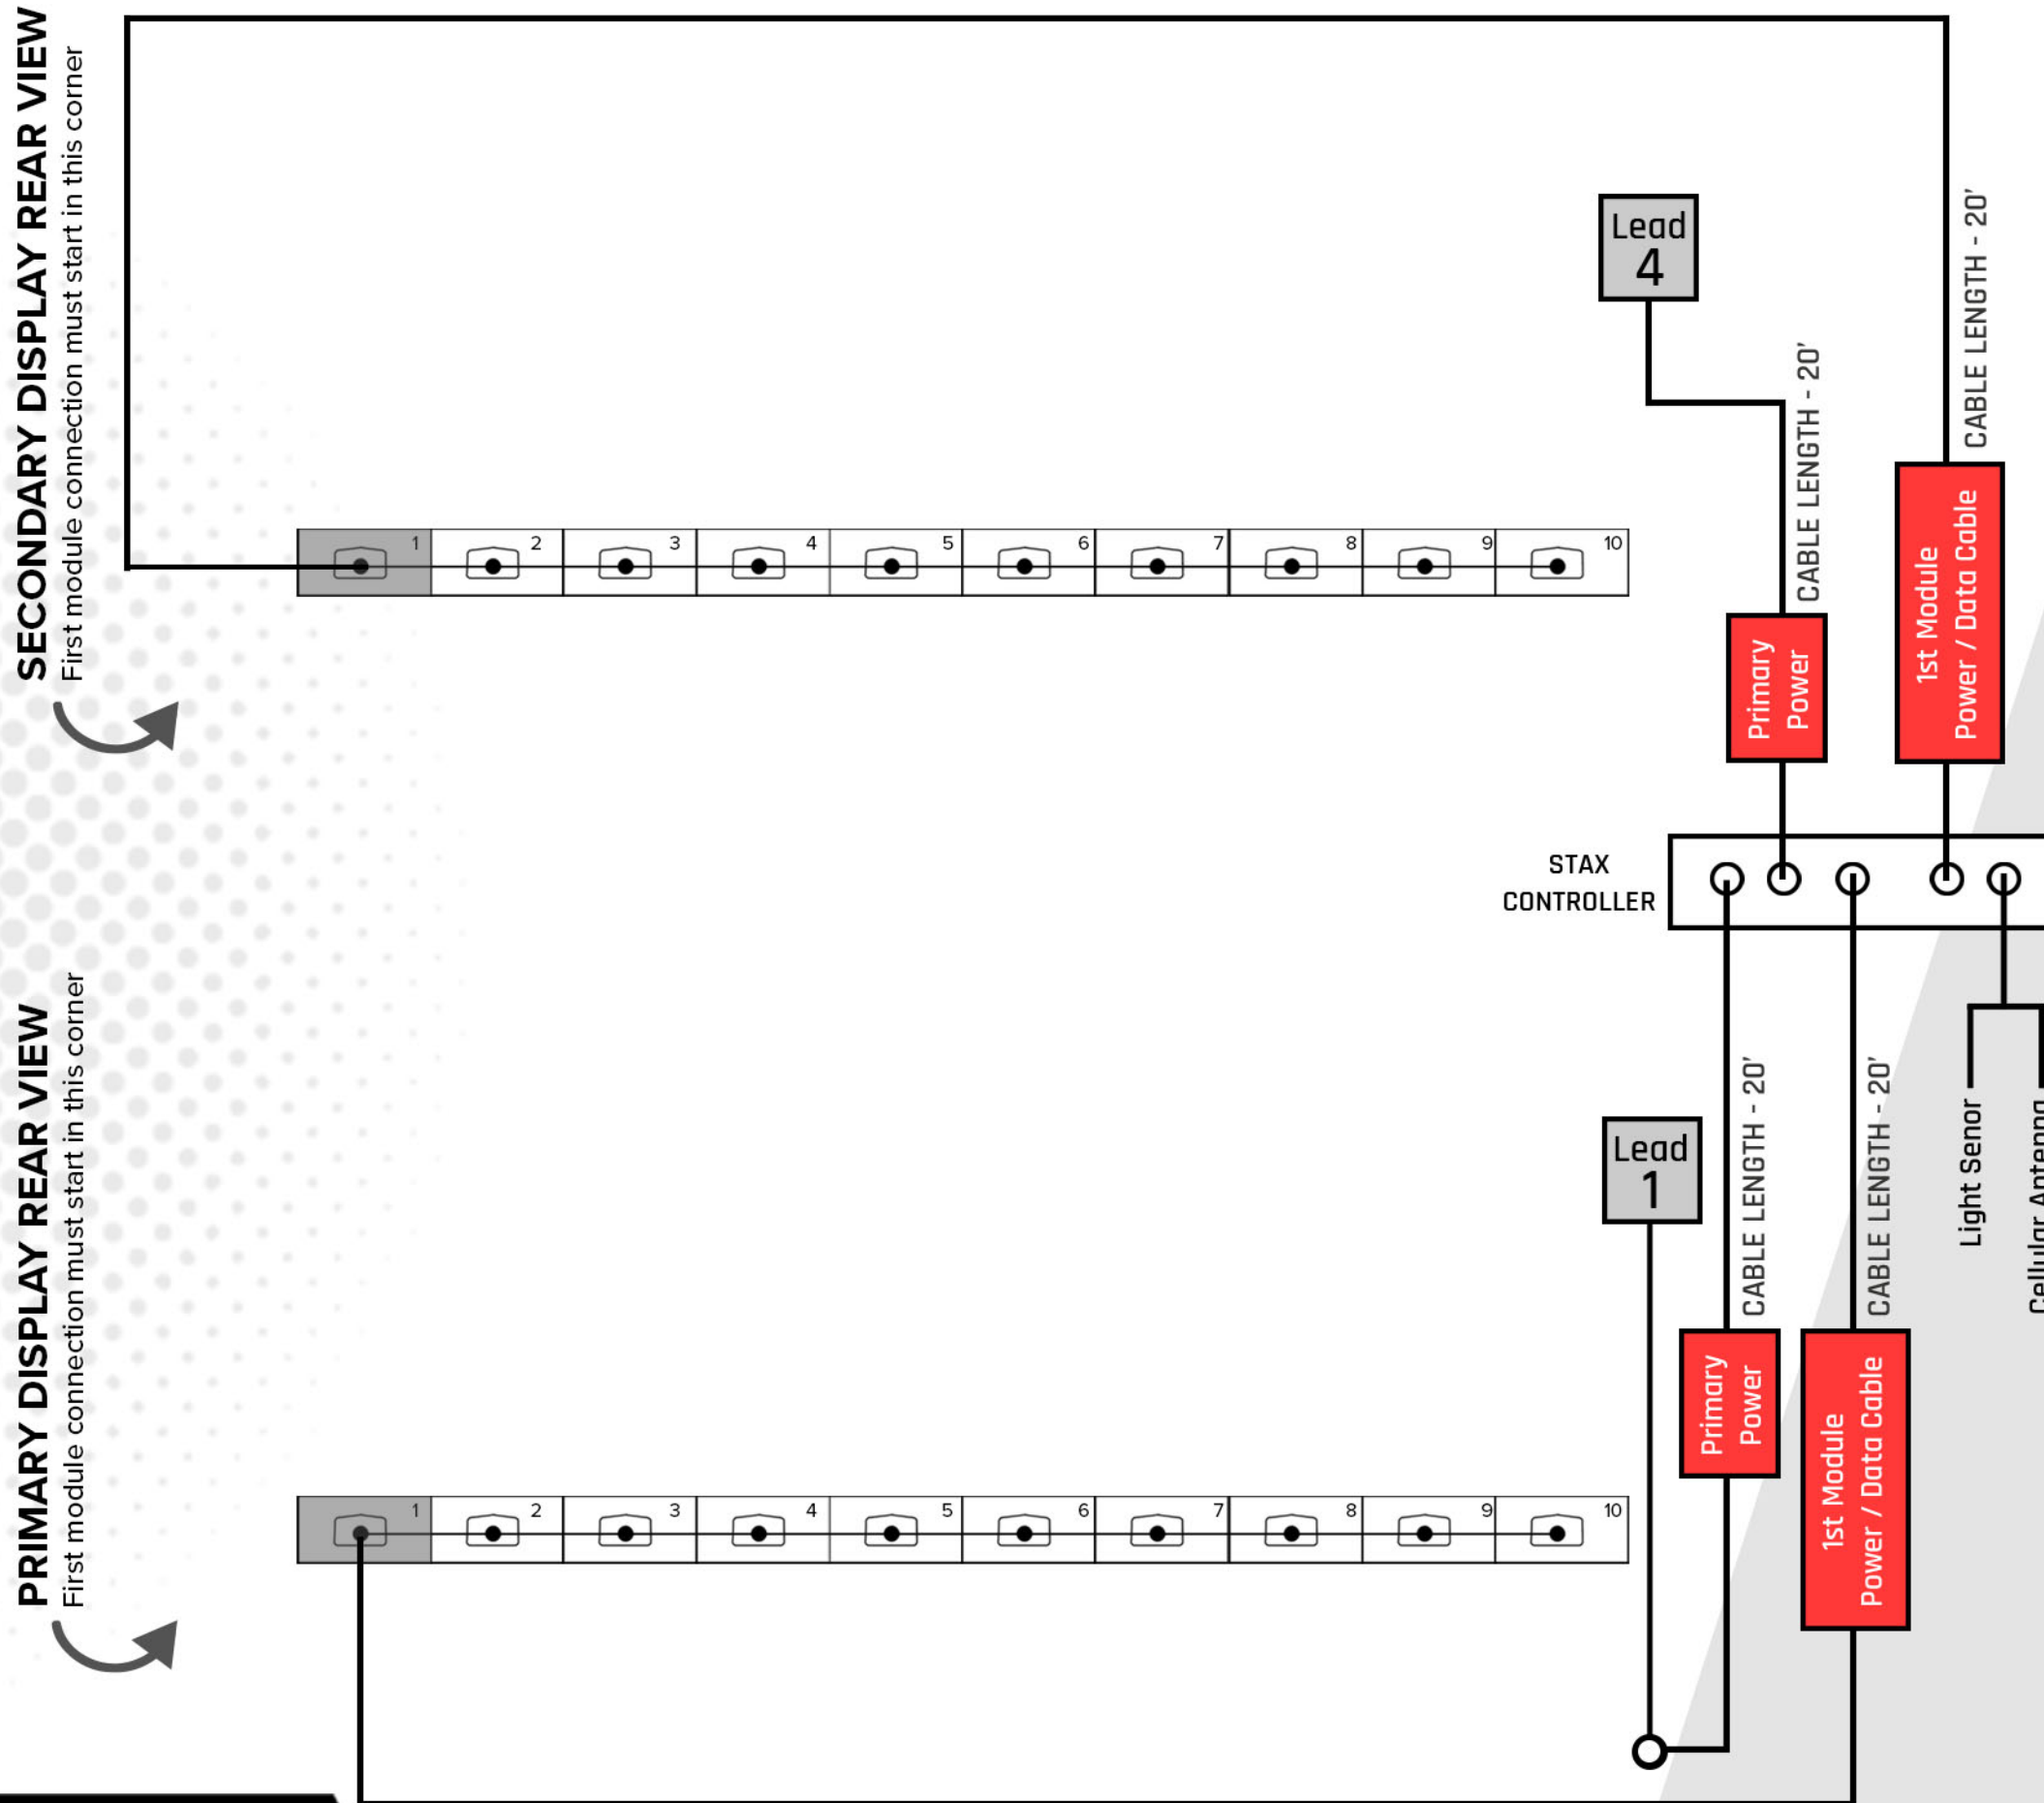 SECONDARY DISPLAY REAR VIEW
First module connection must start in this corner
Lead
4
CABLE LENGTH - 20'
CABLE LENGTH - 20'
1 2 3 4 5 6 7 8 9 10
Primary
Power
1st Module
Power / Data Cable
STAX
CONTROLLER
PRIMARY DISPLAY REAR VIEW
First module connection must start in this corner
Lead
1
CABLE LENGTH - 20'
CABLE LENGTH - 20'
Light Senor
Cellular Antenna
1 2 3 4 5 6 7 8 9 10
Primary
Power
1st Module
Power / Data Cable